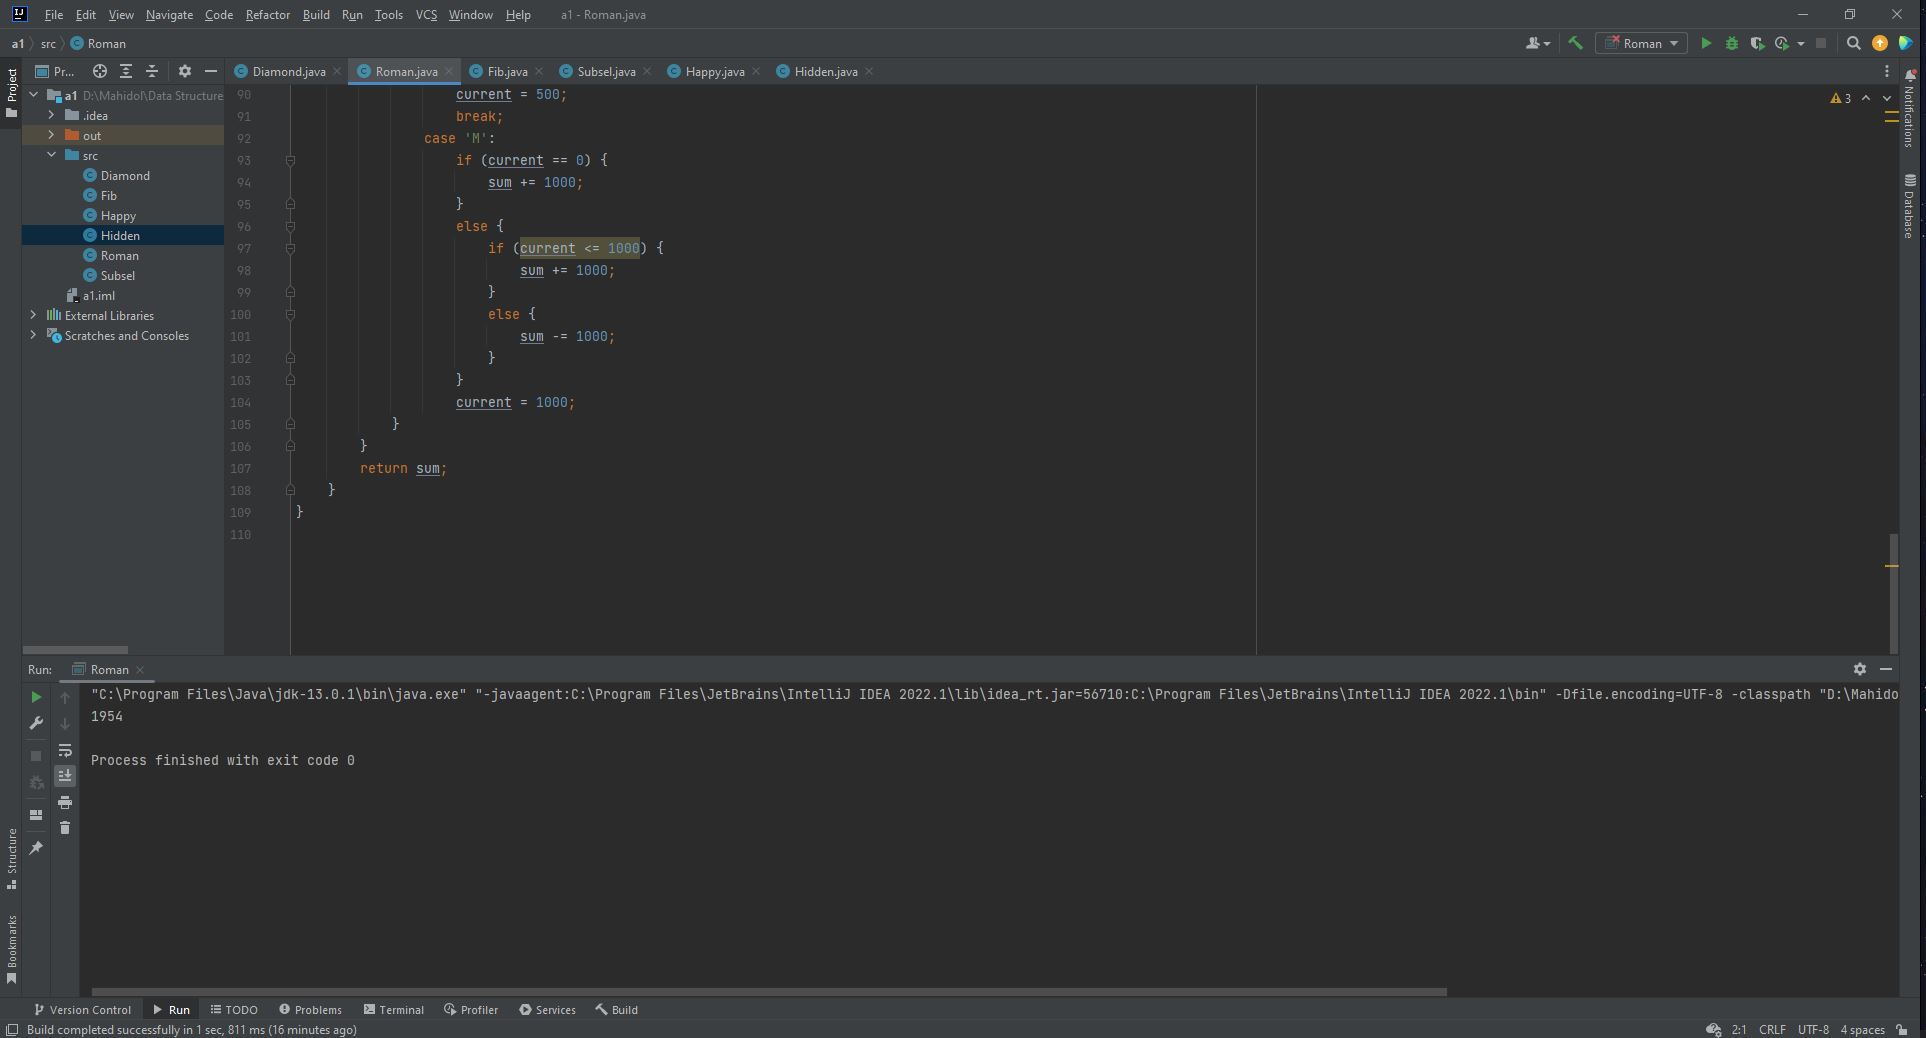 File Edit View Navigate Code Refactor Build Run Tools VCS Window Help a1 - Roman.java
a1 src Roman
Roman
Project
Pr...
Diamond.java Roman.java Fib.java Subsel.java Happy.java Hidden.java
Notifications
Database
a1 D:\Mahidol\Data Structure
.idea
out
src
Diamond
Fib
Happy
Hidden
Roman
Subsel
a1.iml
External Libraries
Scratches and Consoles
3
90 current = 500;
91 break;
92 case 'M':
93 if (current == 0) {
94 sum += 1000;
95 }
96 else {
97 if (current <= 1000) {
98 sum += 1000;
99 }
100 else {
101 sum -= 1000;
102 }
103 }
104 current = 1000;
105 }
106 }
107 return sum;
108 }
109 }
110
Run: Roman
"C:\Program Files\Java\jdk-13.0.1\bin\java.exe" "-javaagent:C:\Program Files\JetBrains\IntelliJ IDEA 2022.1\lib\idea_rt.jar=56710:C:\Program Files\JetBrains\IntelliJ IDEA 2022.1\bin" -Dfile.encoding=UTF-8 -classpath "D:\Mahido
1954
Process finished with exit code 0
Structure
Bookmarks
Version Control Run TODO Problems Terminal Profiler Services Build
Build completed successfully in 1 sec, 811 ms (16 minutes ago)
2:1 CRLF UTF-8 4 spaces